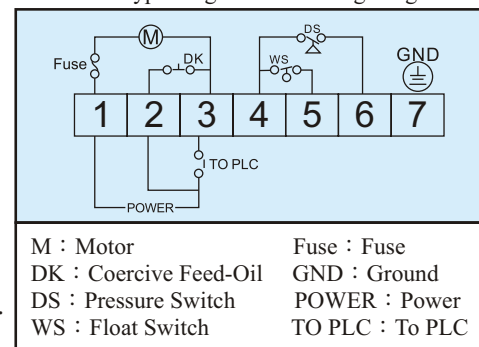 DS
M
GND
DK
Fuse
WS
1 2 3 4 5 6 7
TO PLC
POWER
M：Motor Fuse：Fuse
DK：Coercive Feed-Oil GND：Ground
DS：Pressure Switch POWER：Power
WS：Float Switch TO PLC：To PLC